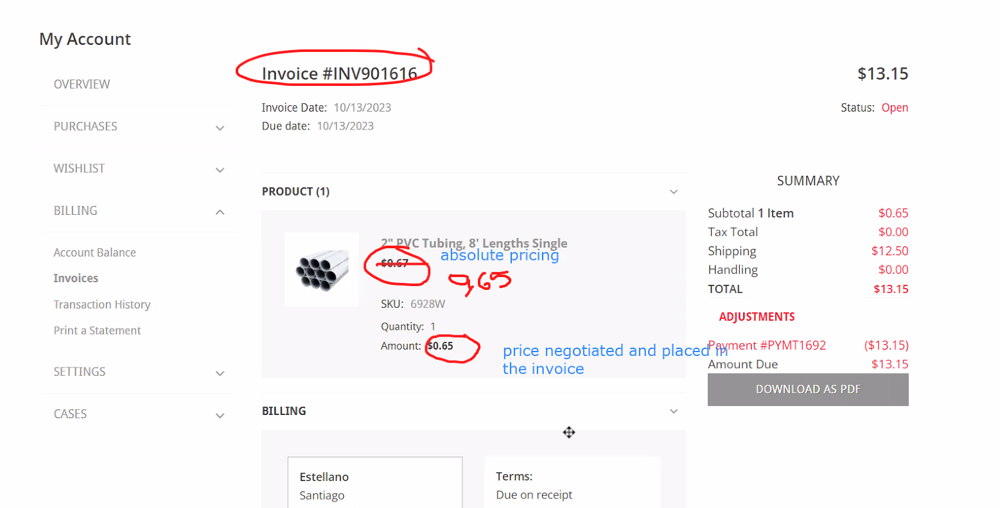 My Account
OVERVIEW
PURCHASES
WISHLIST
BILLING
Account Balance
Invoices
Transaction History
Print a Statement
SETTINGS
CASES
Invoice #INV901616
$13.15
Invoice Date: 10/13/2023
Status: Open
Due date: 10/13/2023
PRODUCT (1)
2" PVC Tubing, 8' Lengths Single
$0.67
absolute pricing
0,65
SKU: 6928W
Quantity: 1
Amount: $0.65
price negotiated and placed in
the invoice
BILLING
Estellano
Santiago
Terms:
Due on receipt
SUMMARY
Subtotal 1 Item $0.65
Tax Total $0.00
Shipping $12.50
Handling $0.00
TOTAL $13.15
ADJUSTMENTS
Payment #PYMT1692 ($13.15)
Amount Due $13.15
DOWNLOAD AS PDF